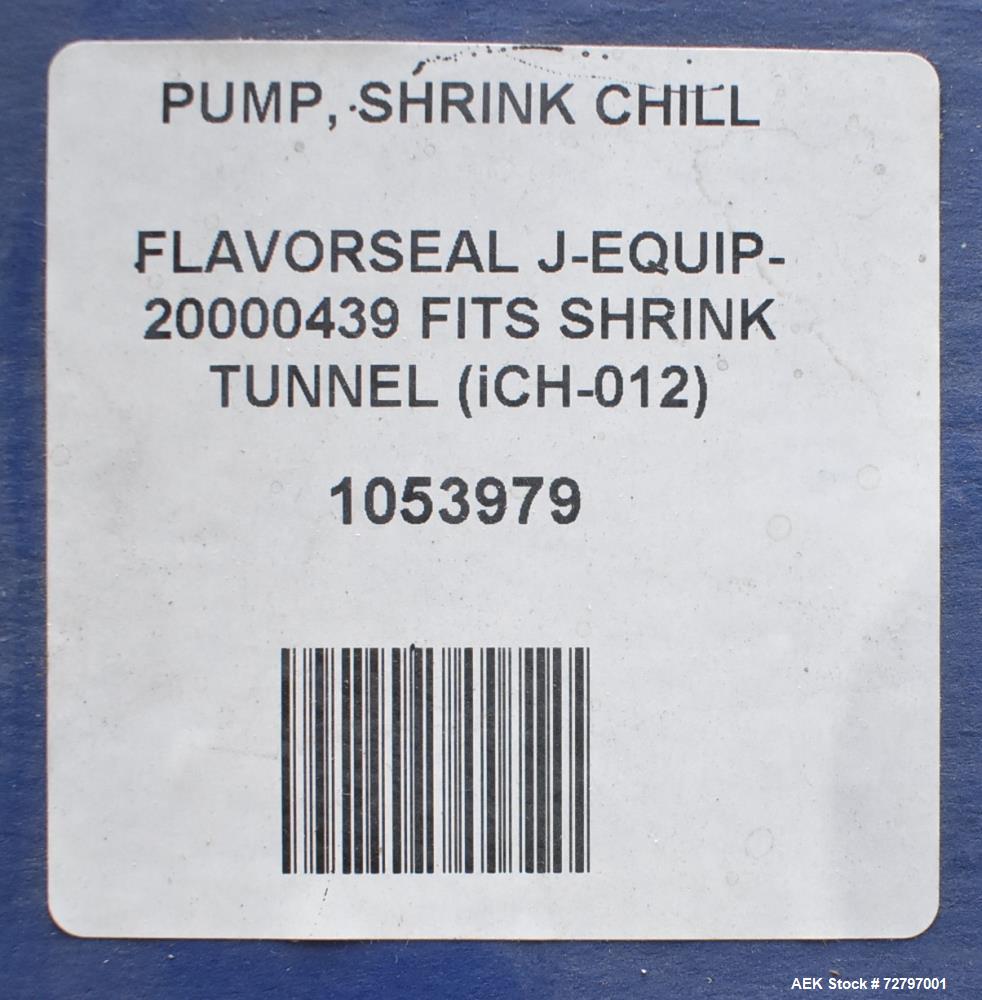 PUMP, SHRINK CHILL
FLAVORSEAL J-EQUIP-
20000439 FITS SHRINK
TUNNEL (iCH-012)
1053979
AEK Stock # 72797001